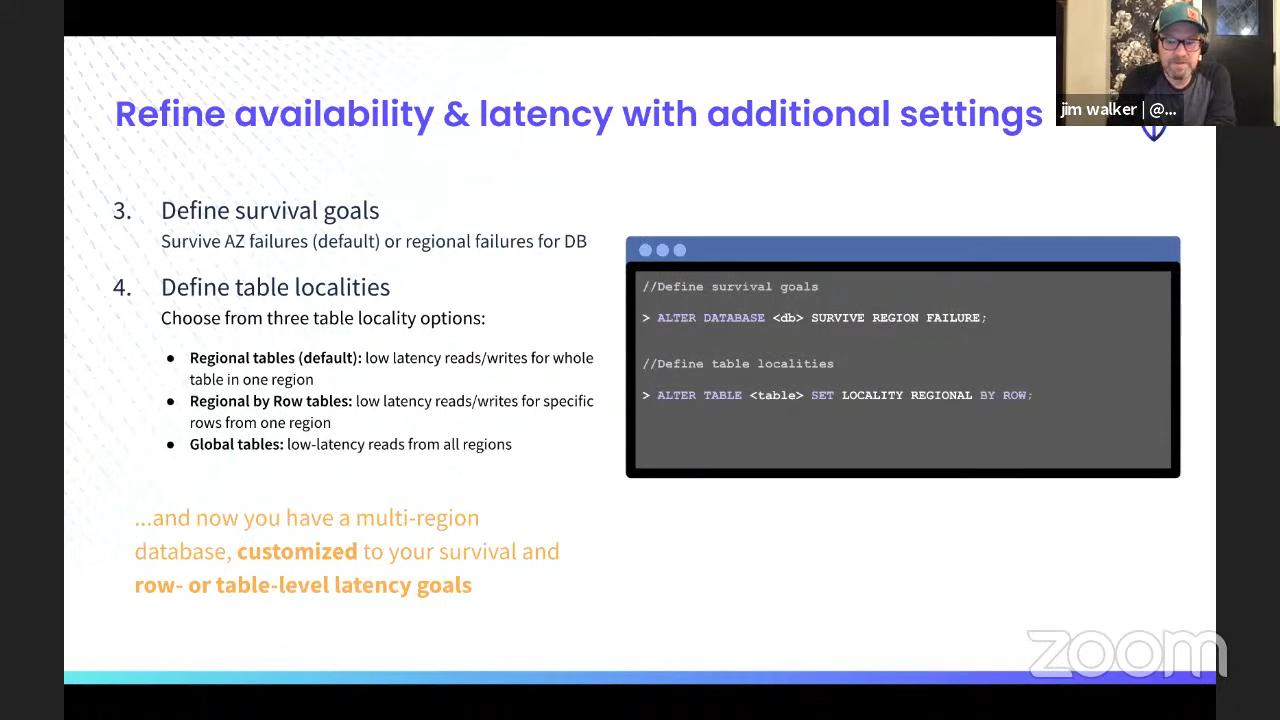 Refine availability & latency with additional settings
jim walker | @...
3. Define survival goals
Survive AZ failures (default) or regional failures for DB
4. Define table localities
Choose from three table locality options:
● Regional tables (default): low latency reads/writes for whole
table in one region
● Regional by Row tables: low latency reads/writes for specific
rows from one region
● Global tables: low-latency reads from all regions
...and now you have a multi-region
database, customized to your survival and
row- or table-level latency goals
//Define survival goals
> ALTER DATABASE <db> SURVIVE REGION FAILURE;
//Define table localities
> ALTER TABLE <table> SET LOCALITY REGIONAL BY ROW;
zoom